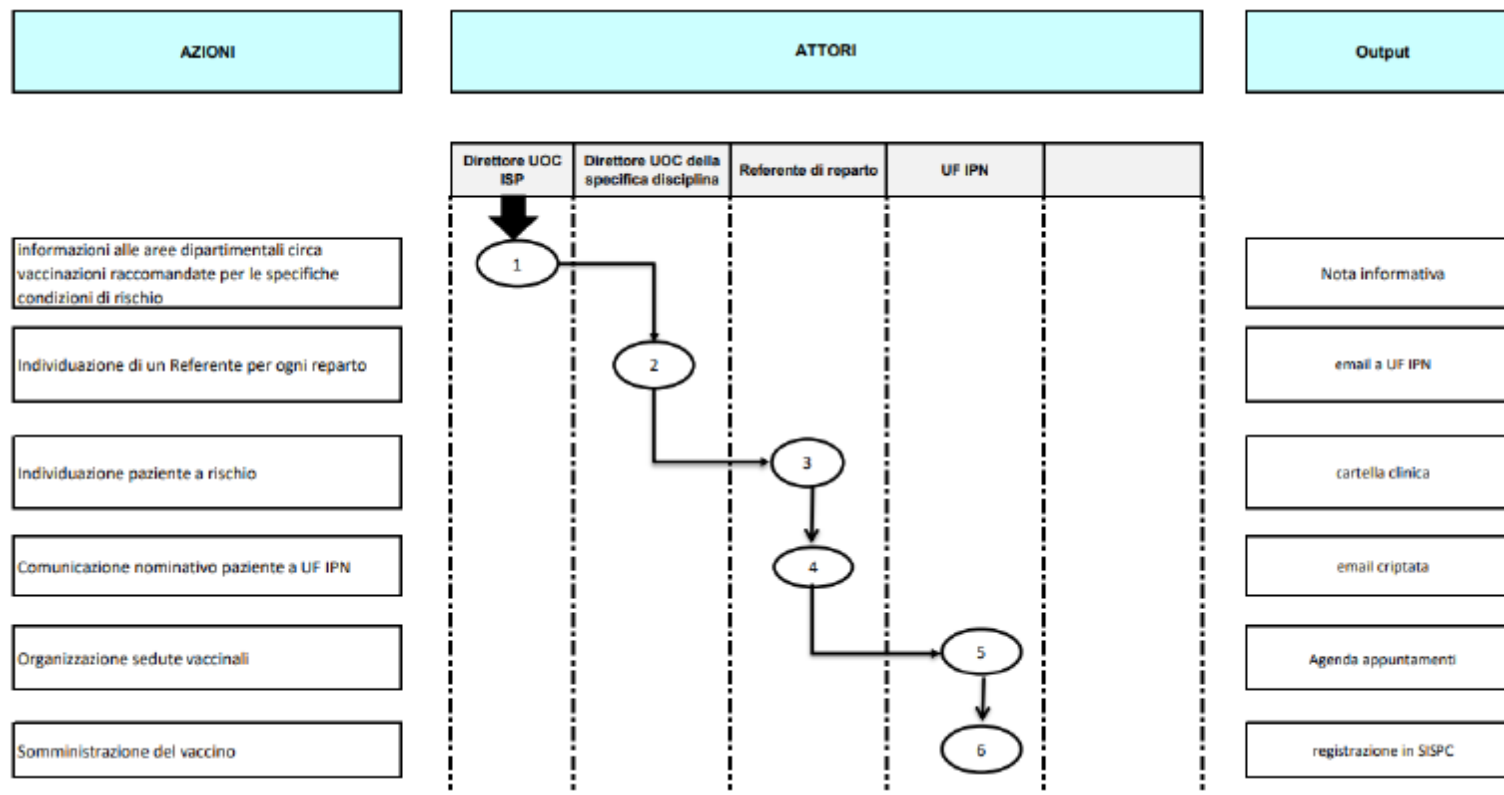 AZIONI
ATTORI
Output
Direttore UOC
ISP
Direttore UOC della
specifica disciplina
Referente di reparto
UF IPN
informazioni alle aree dipartimentali circa
vaccinazioni raccomandate per le specifiche
condizioni di rischio
1
Nota informativa
Individuazione di un Referente per ogni reparto
2
email a UF IPN
Individuazione paziente a rischio
3
cartella clinica
Comunicazione nominativo paziente a UF IPN
4
email criptata
Organizzazione sedute vaccinali
5
Agenda appuntamenti
Somministrazione del vaccino
6
registrazione in SISPC